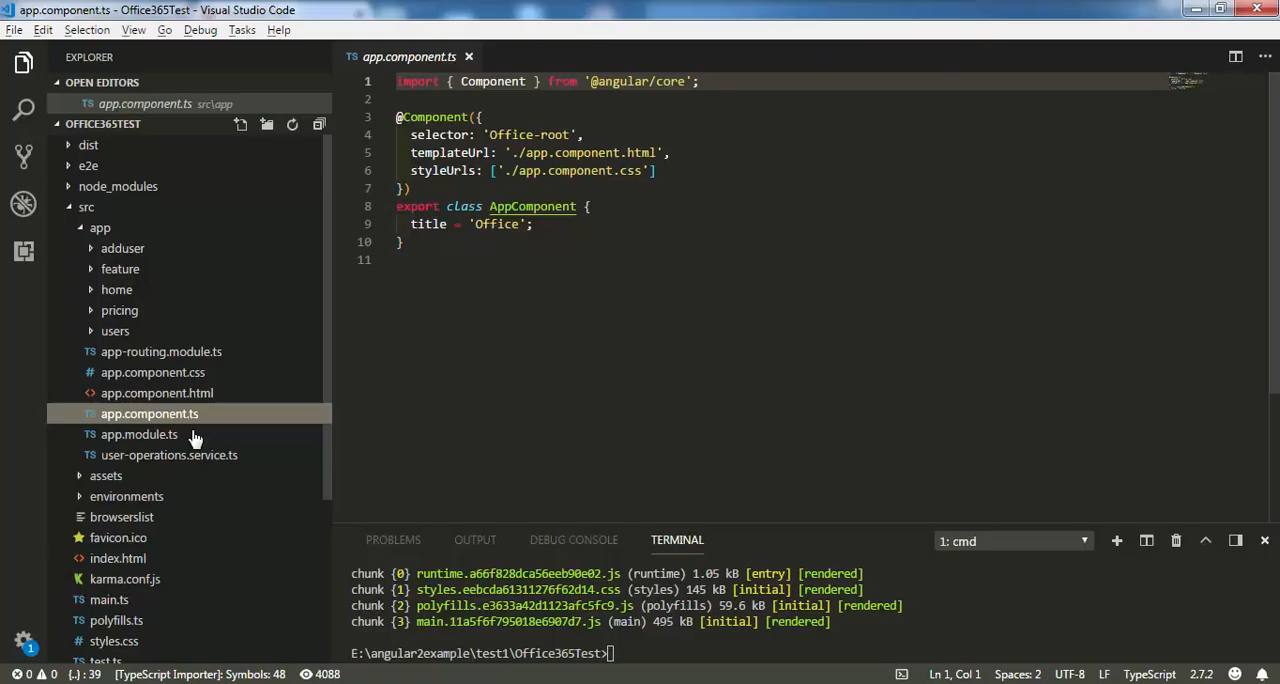 app.component.ts - Office365Test - Visual Studio Code
File Edit Selection View Go Debug Tasks Help
EXPLORER
OPEN EDITORS
TS app.component.ts src\app
OFFICE365TEST
dist
e2e
node_modules
src
app
adduser
feature
home
pricing
users
TS app-routing.module.ts
# app.component.css
<> app.component.html
TS app.component.ts
TS app.module.ts
TS user-operations.service.ts
assets
environments
browserslist
favicon.ico
<> index.html
karma.conf.js
TS main.ts
TS polyfills.ts
# styles.css
TS test.ts
TS app.component.ts
1 import { Component } from '@angular/core';
2
3 @Component({
4 selector: 'Office-root',
5 templateUrl: './app.component.html',
6 styleUrls: ['./app.component.css']
7 })
8 export class AppComponent {
9 title = 'Office';
10 }
11
PROBLEMS OUTPUT DEBUG CONSOLE TERMINAL 1: cmd
chunk {0} runtime.a66f828dca56eeb90e02.js (runtime) 1.05 kB [entry] [rendered]
chunk {1} styles.eebcda61311276f62d14.css (styles) 145 kB [initial] [rendered]
chunk {2} polyfills.e3633a42d1123afc5fc9.js (polyfills) 59.6 kB [initial] [rendered]
chunk {3} main.11a5f6f795018e6907d7.js (main) 495 kB [initial] [rendered]
E:\angular2example\test1\Office365Test>
1
0 0 {..} : 39 [TypeScript Importer]: Symbols: 48 4088 Ln 1, Col 1 Spaces: 2 UTF-8 LF TypeScript 2.7.2